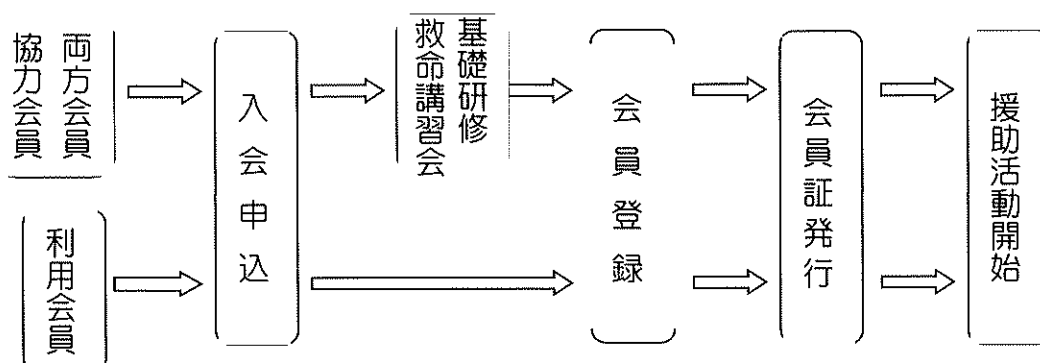 両方会員
協力会員
利用会員
入会申込
基礎研修
救命講習会
会員登録
会員証発行
援助活動開始